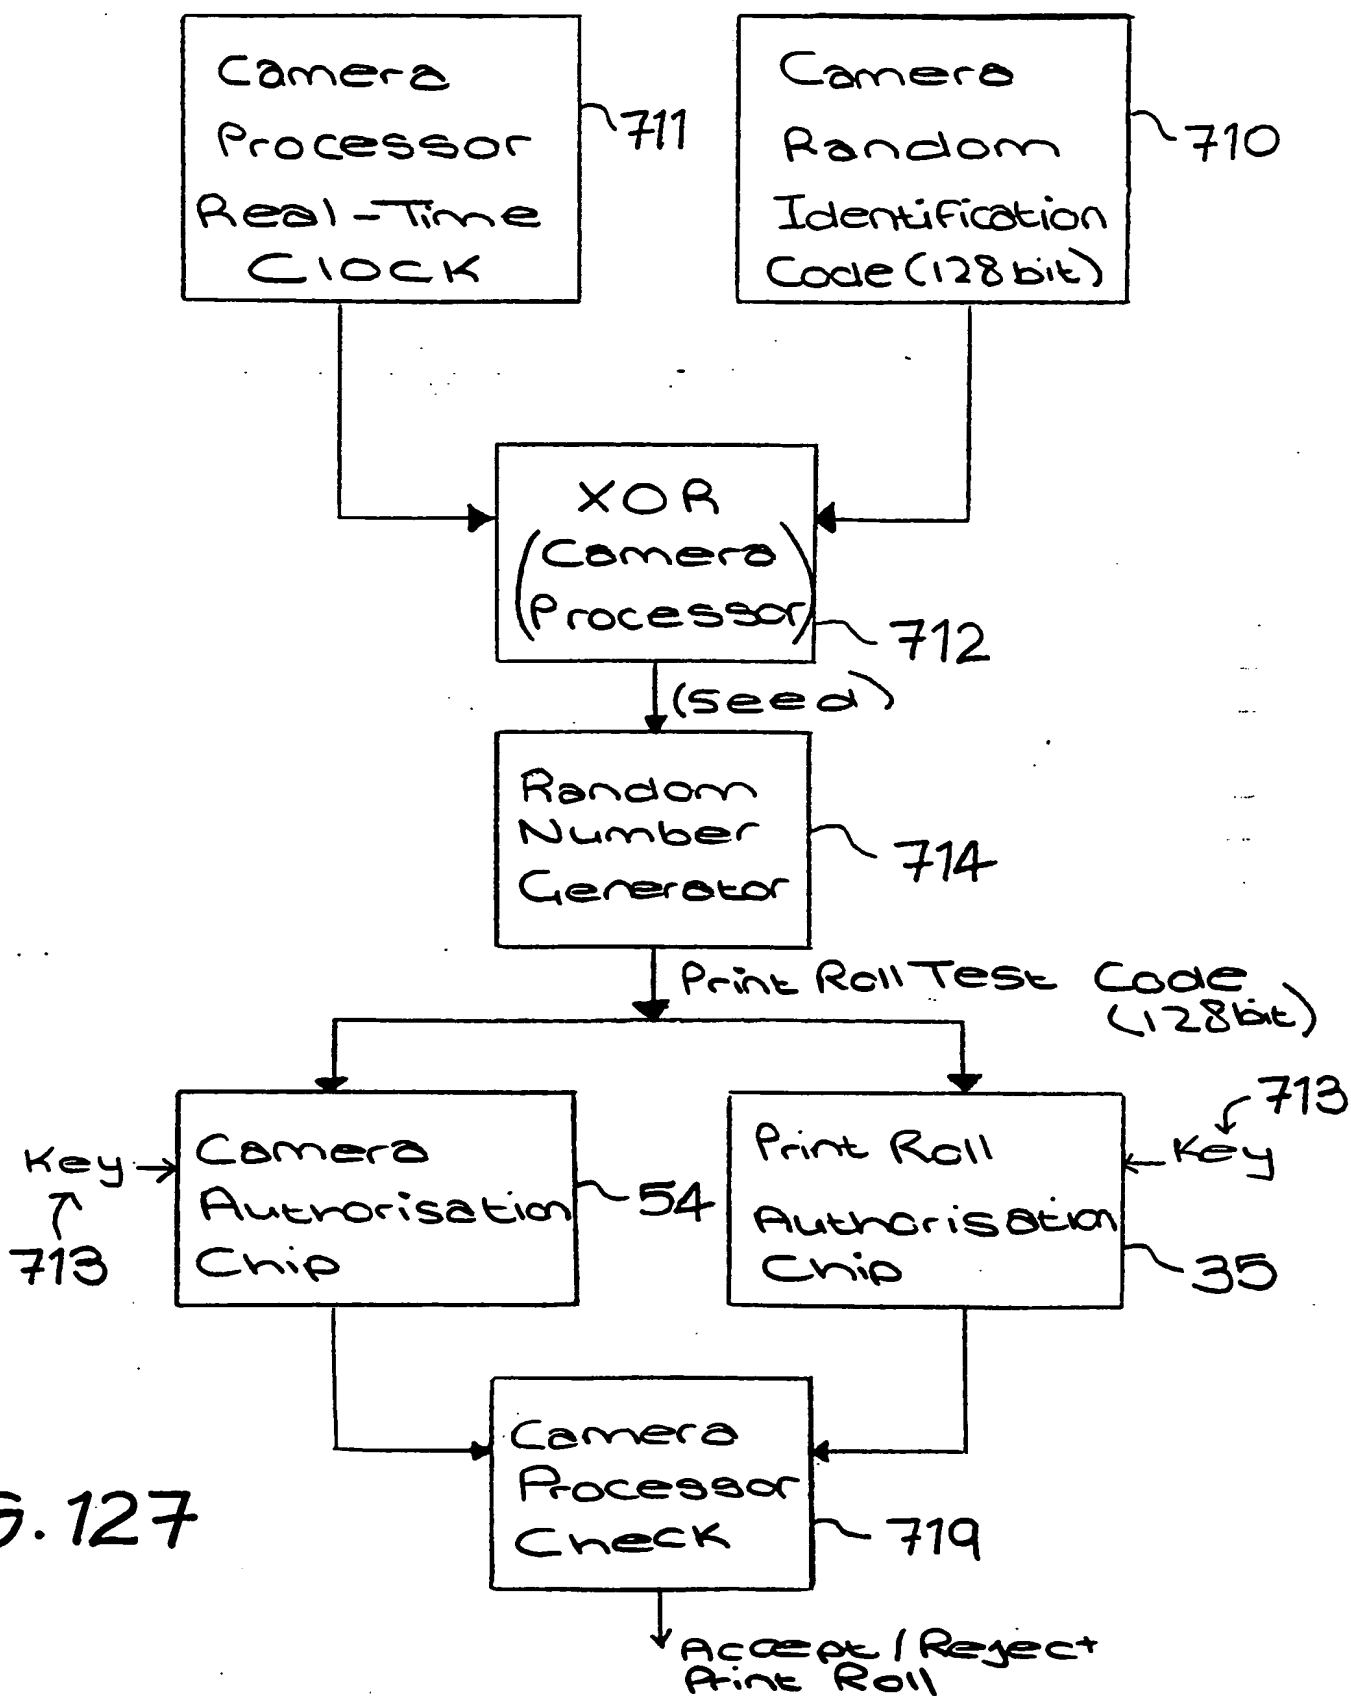 Camera
Processor
Real-Time
Clock
711
Camera
Random
Identification
Code (128 bit)
710
XOR
(Camera
Processor)
712
(Seed)
Random
Number
Generator
714
Print Roll Test Code
(128 bit)
Key
713
Camera
Authorisation
Chip
54
Print Roll
Authorisation
Chip
35
713
Key
Camera
Processor
Check
719
G. 127
Accept / Reject
Print Roll